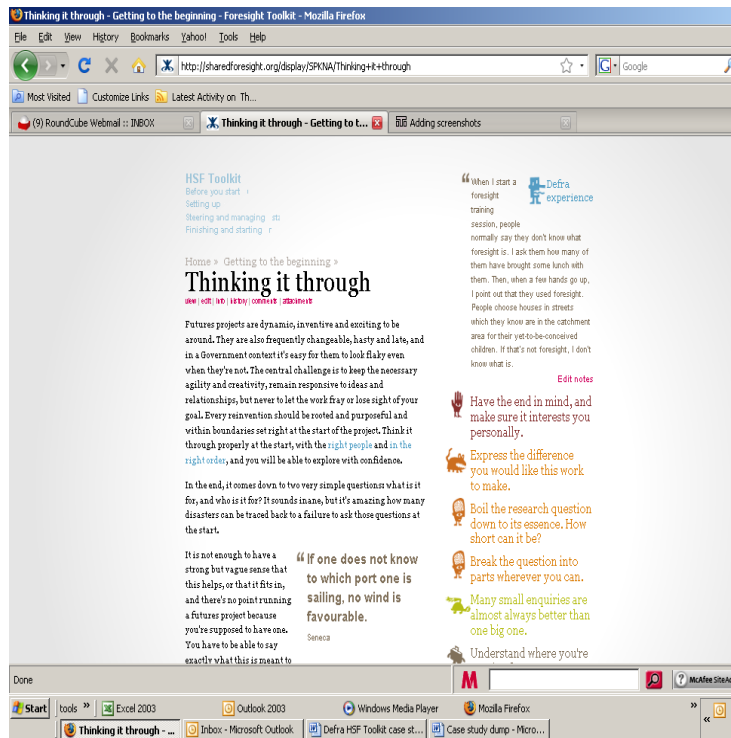 Thinking it through - Getting to the beginning - Foresight Toolkit - Mozilla Firefox
File Edit View History Bookmarks Yahoo! Tools Help
http://sharedforesight.org/display/SPKNA/Thinking+it+through
Google
Most Visited Customize Links Latest Activity on Th...
(9) RoundCube Webmail :: INBOX
Thinking it through - Getting to t...
Adding screenshots
HSF Toolkit
Before you start
Setting up
Steering and managing
Finishing and starting
Home » Getting to the beginning »
Thinking it through
view | edit | info | history | comments | attachments
Futures projects are dynamic, inventive and exciting to be
around. They are also frequently changeable, hasty and late, and
in a Government context it's easy for them to look flaky even
when they're not. The central challenge is to keep the necessary
agility and creativity, remain responsive to ideas and
relationships, but never to let the work fray or lose sight of your
goal. Every reinvention should be rooted and purposeful and
within boundaries set right at the start of the project. Think it
through properly at the start, with the right people and in the
right order, and you will be able to explore with confidence.
In the end, it comes down to two very simple questions: what is it
for, and who is it for? It sounds inane, but it's amazing how many
disasters can be traced back to a failure to ask those questions at
the start.
It is not enough to have a
strong but vague sense that
this helps, or that it fits in,
and there's no point running
a futures project because
you're supposed to have one.
You have to be able to say
exactly what this is meant to
“ If one does not know
to which port one is
sailing, no wind is
favourable.
Seneca
Defra
experience
“ When I start a
foresight
training
session, people
normally say they don't know what
foresight is. I ask them how many of
them have brought some lunch with
them. Then, when a few hands go up,
I point out that they used foresight.
People choose houses in streets
which they know are in the catchment
area for their yet-to-be-conceived
children. If that's not foresight, I don't
know what is.
Edit notes
Have the end in mind, and
make sure it interests you
personally.
Express the difference
you would like this work
to make.
Boil the research question
down to its essence. How
short can it be?
Break the question into
parts wherever you can.
Many small enquiries are
almost always better than
one big one.
Understand where you're
Done
M
McAfee SiteAd
Start tools » Excel 2003 Outlook 2003 Windows Media Player Mozilla Firefox » «
Thinking it through - ... Inbox - Microsoft Outlook Defra HSF Toolkit case st... Case study dump - Micro...